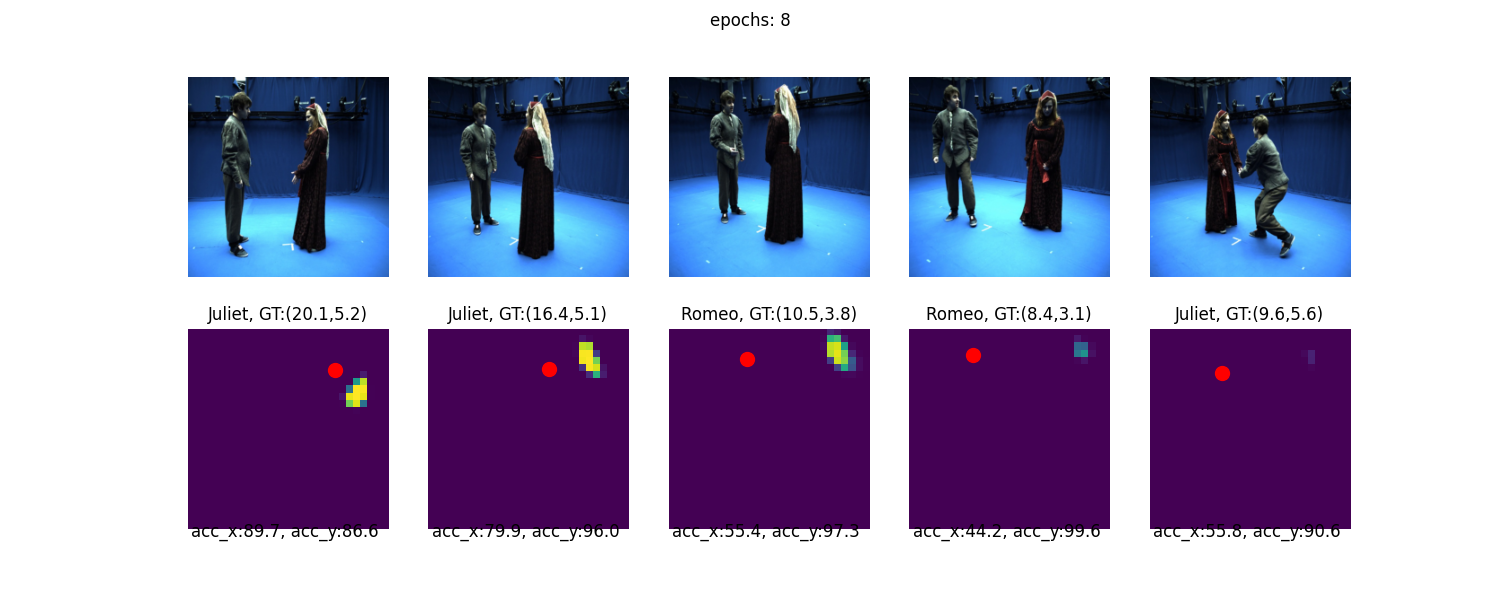 epochs: 8
Juliet, GT:(20.1,5.2)
Juliet, GT:(16.4,5.1)
Romeo, GT:(10.5,3.8)
Romeo, GT:(8.4,3.1)
Juliet, GT:(9.6,5.6)
acc_x:89.7, acc_y:86.6
acc_x:79.9, acc_y:96.0
acc_x:55.4, acc_y:97.3
acc_x:44.2, acc_y:99.6
acc_x:55.8, acc_y:90.6